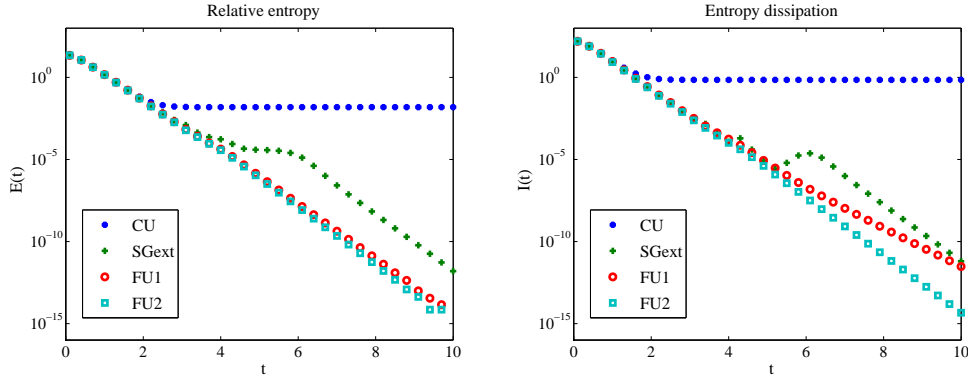 Relative entropy
10^0
10^-5
10^-10
10^-15
E(t)
CU
SGext
FU1
FU2
0 2 4 6 8 10
t
Entropy dissipation
10^0
10^-5
10^-10
10^-15
I(t)
CU
SGext
FU1
FU2
0 2 4 6 8 10
t